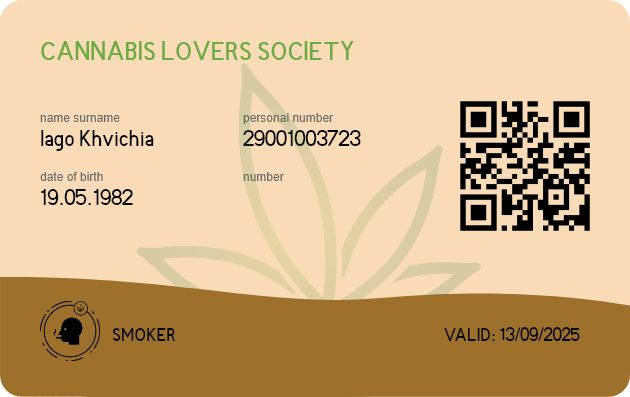 CANNABIS LOVERS SOCIETY
name surname
Iago Khvichia
personal number
29001003723
date of birth
19.05.1982
number
SMOKER
VALID: 13/09/2025